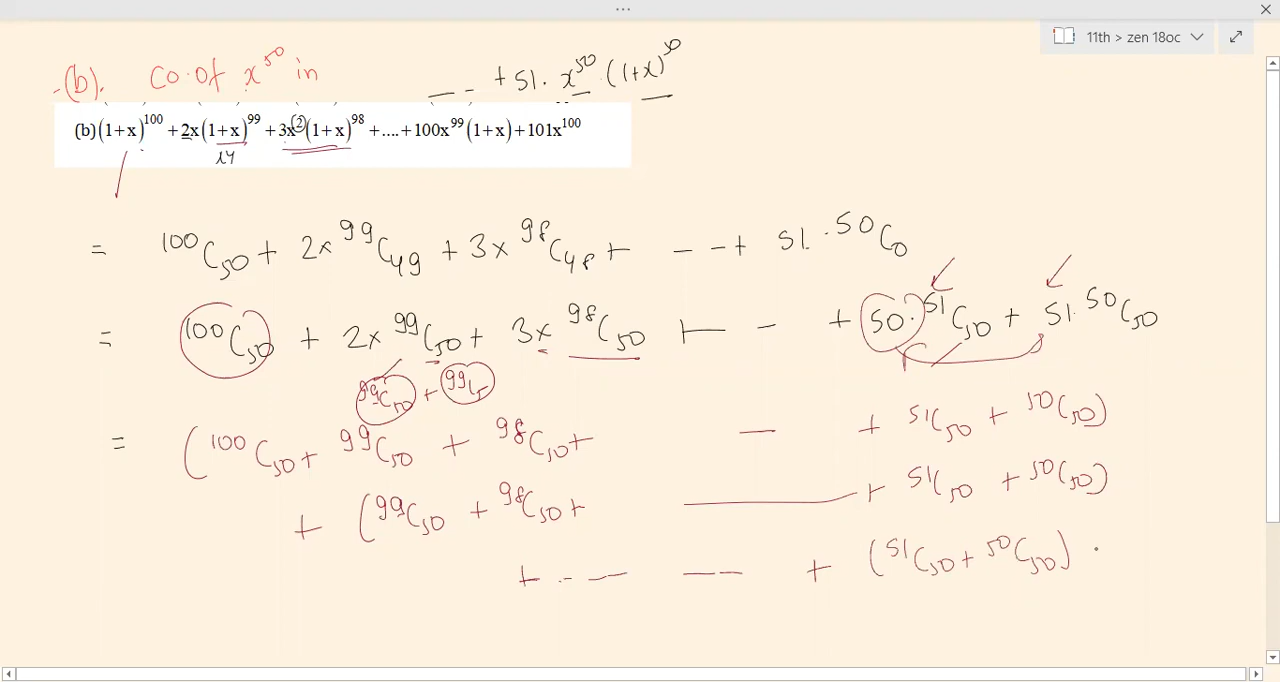 11th > zen 18oc
-(b). Co. Of x^50 in
_ _ + 51. x^50 (1+x)^50
(b)(1+x)^100 +2x(1+x)^99 +3x^2(1+x)^98 +....+100x^99(1+x)+101x^100
= 100C50 + 2x 99C49 + 3x 98C48 + - - - + 51. 50C0
= 100C50 + 2x 99C50 + 3x 98C50 + - - + 50. 51C50 + 51. 50C50
99C50 + 99C5
= (100C50 + 99C50 + 98C50 + — + 51C50 + 50C50)
+ (99C50 + 98C50 + — + 51C50 + 50C50)
+ - - - - + (51C50 + 50C50)